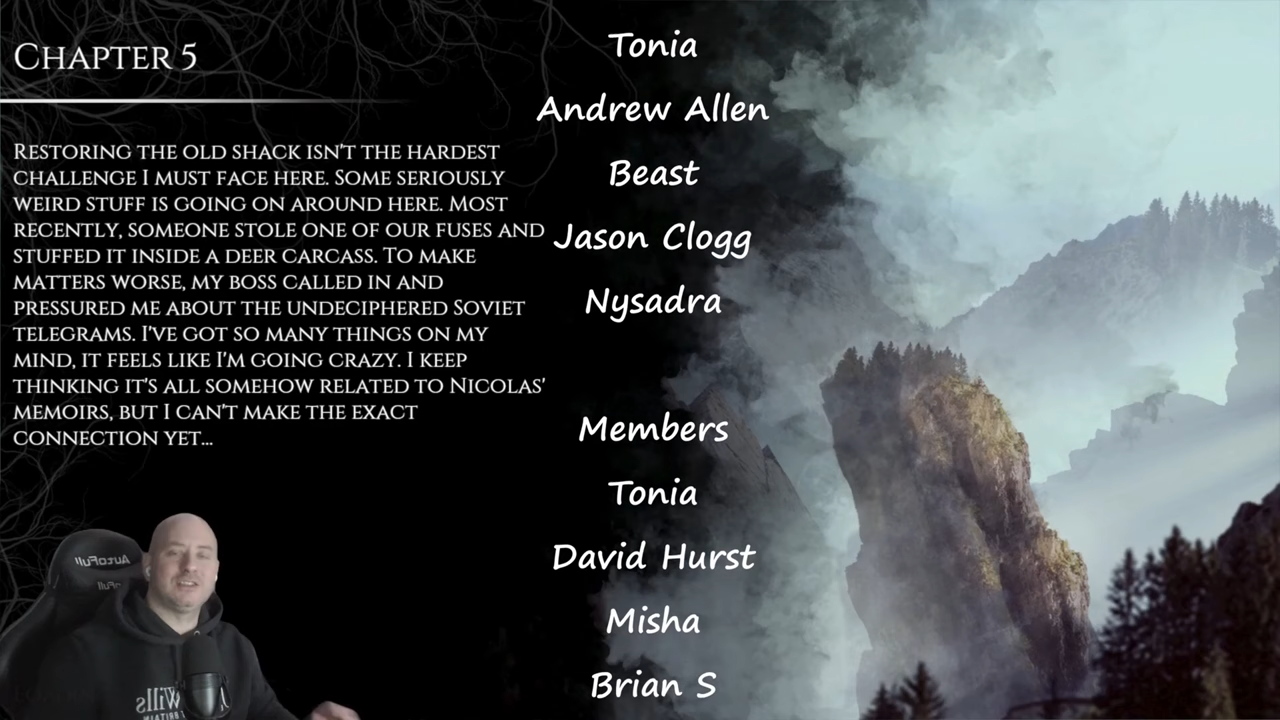 Chapter 5
Restoring the old shack isn't the hardest
challenge I must face here. Some seriously
weird stuff is going on around here. Most
recently, someone stole one of our fuses and
stuffed it inside a deer carcass. To make
matters worse, my boss called in and
pressured me about the undeciphered Soviet
telegrams. I've got so many things on my
mind, it feels like I'm going crazy. I keep
thinking it's all somehow related to Nicolas'
memoirs, but I can't make the exact
connection yet...
Tonia
Andrew Allen
Beast
Jason Clogg
Nysadra
Members
Tonia
David Hurst
Misha
Brian S
AutoFull
Wills